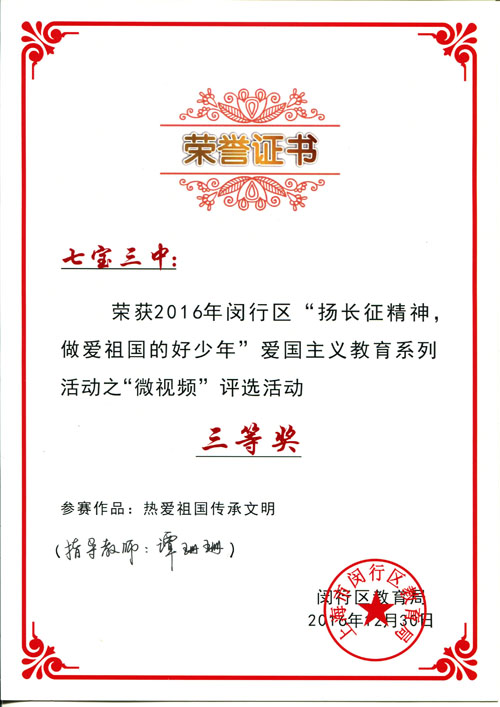 荣誉证书
七宝三中:
荣获2016年闵行区“扬长征精神，
做爱祖国的好少年”爱国主义教育系列
活动之“微视频”评选活动
三等奖
参赛作品：热爱祖国传承文明
(指导教师：谭珊珊)
闵行区教育局
2016年12月30日
上海市闵行区教育局